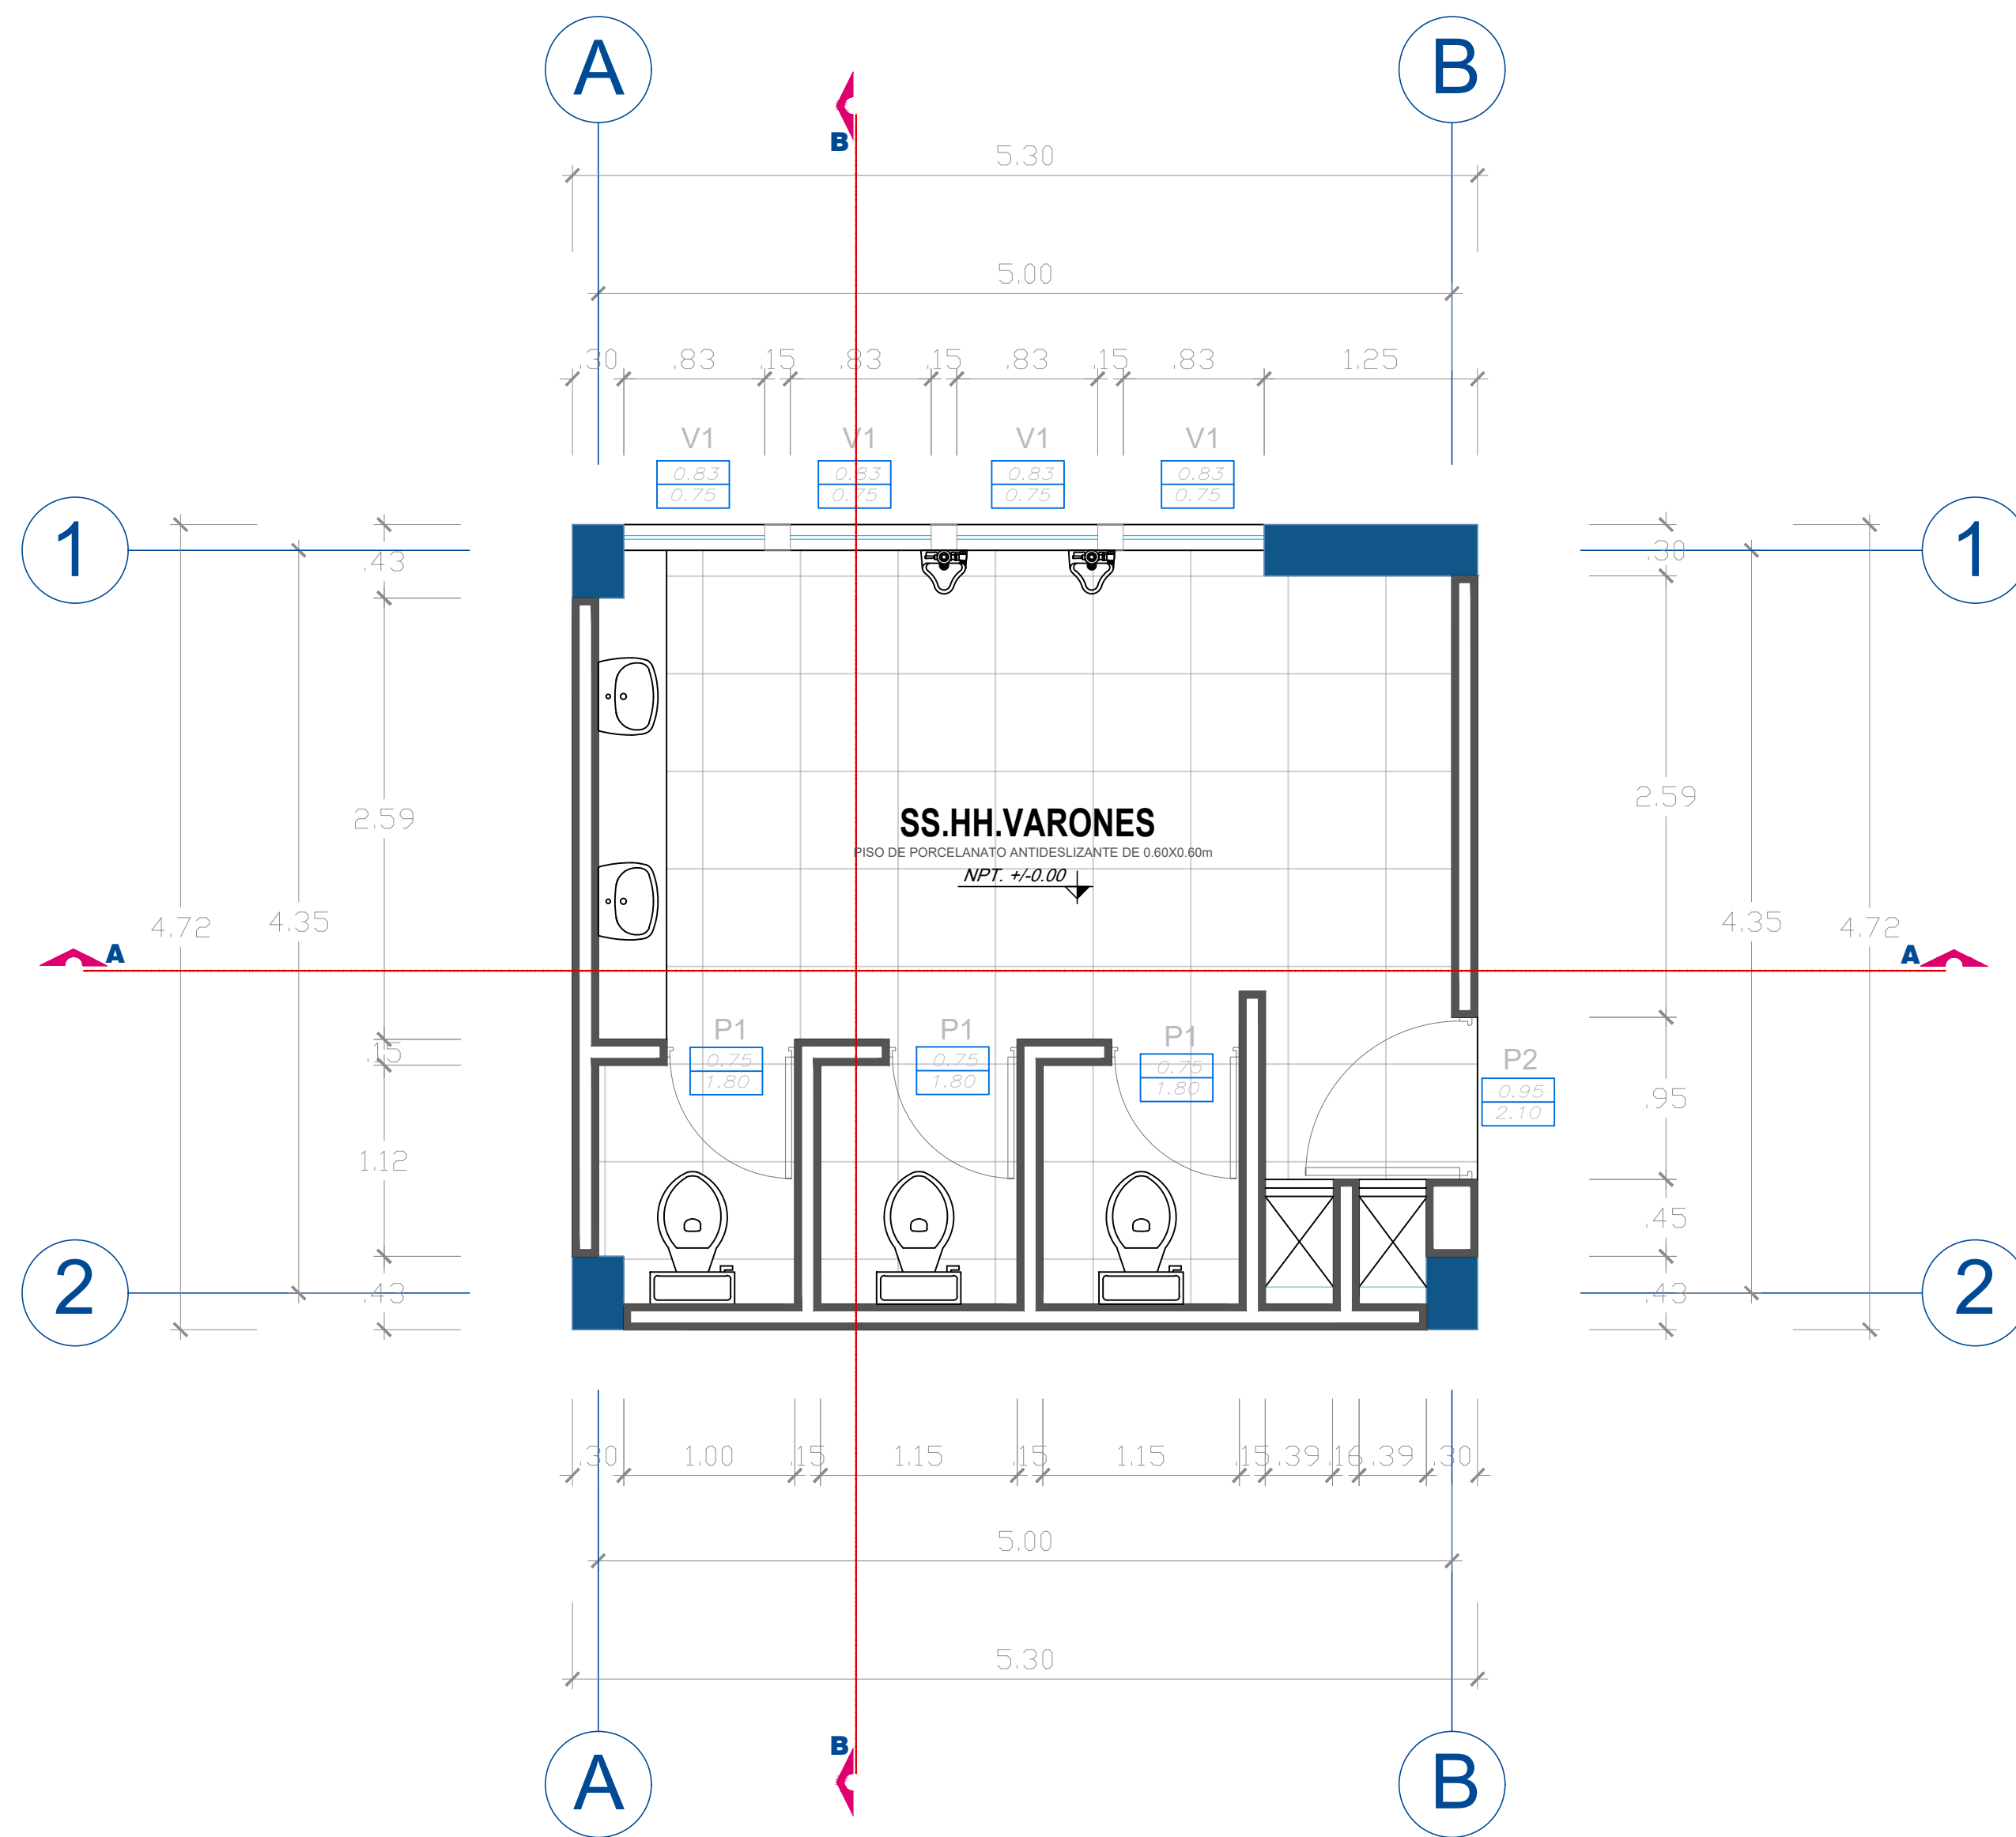 A
B
B
5.30
5.00
.30 .83 .15 .83 .15 .83 .15 .83 1.25
V1 V1 V1 V1
0.83 0.83 0.83 0.83
0.75 0.75 0.75 0.75
1
1
.43
.30
2.59
2.59
SS.HH.VARONES
PISO DE PORCELANATO ANTIDESLIZANTE DE 0.60X0.60m
NPT. +/-0.00
4.72
4.35
4.35
4.72
A
A
P1 P1 P1
0.75 0.75 0.75
1.80 1.80 1.80
P2
0.95
2.10
.15
.95
1.12
.45
2
2
.43
.43
.30 1.00 .15 1.15 .15 1.15 .15 .39 .16 .39 .30
5.00
5.30
B
A
B